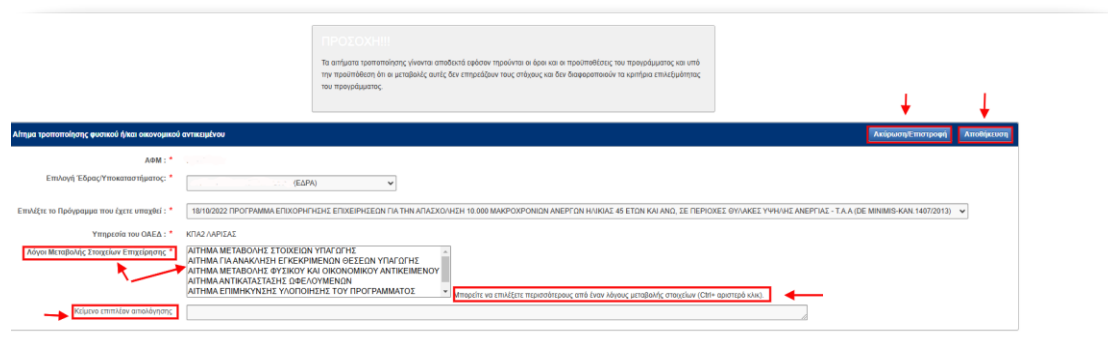 ΠΡΟΣΟΧΗ!!!
Τα αιτήματα τροποποίησης γίνονται αποδεκτά εφόσον τηρούνται οι όροι και οι προϋποθέσεις του προγράμματος και υπό
την προϋπόθεση ότι οι μεταβολές αυτές δεν επηρεάζουν τους στόχους και δεν διαφοροποιούν τα κριτήρια επιλεξιμότητας
του προγράμματος.
Αίτημα τροποποίησης φυσικού ή/και οικονομικού αντικειμένου
Ακύρωση/Επιστροφή
Αποθήκευση
ΑΦΜ : *
Επιλογή Έδρας/Υποκαταστήματος: *
(ΕΔΡΑ)
Επιλέξτε το Πρόγραμμα που έχετε υπαχθεί : *
18/10/2022 ΠΡΟΓΡΑΜΜΑ ΕΠΙΧΟΡΗΓΗΣΗΣ ΕΠΙΧΕΙΡΗΣΕΩΝ ΓΙΑ ΤΗΝ ΑΠΑΣΧΟΛΗΣΗ 10.000 ΜΑΚΡΟΧΡΟΝΙΩΝ ΑΝΕΡΓΩΝ ΗΛΙΚΙΑΣ 45 ΕΤΩΝ ΚΑΙ ΑΝΩ, ΣΕ ΠΕΡΙΟΧΕΣ ΘΥΛΑΚΕΣ ΥΨΗΛΗΣ ΑΝΕΡΓΙΑΣ - Τ.Α.Α (DE MINIMIS-ΚΑΝ.1407/2013)
Υπηρεσία του ΟΑΕΔ : *
ΚΠΑ2 ΛΑΡΙΣΑΣ
Λόγοι Μεταβολής Στοιχείων Επιχείρησης *
ΑΙΤΗΜΑ ΜΕΤΑΒΟΛΗΣ ΣΤΟΙΧΕΙΩΝ ΥΠΑΓΩΓΗΣ
ΑΙΤΗΜΑ ΓΙΑ ΑΝΑΚΛΗΣΗ ΕΓΚΕΚΡΙΜΕΝΩΝ ΘΕΣΕΩΝ ΥΠΑΓΩΓΗΣ
ΑΙΤΗΜΑ ΜΕΤΑΒΟΛΗΣ ΦΥΣΙΚΟΥ ΚΑΙ ΟΙΚΟΝΟΜΙΚΟΥ ΑΝΤΙΚΕΙΜΕΝΟΥ
ΑΙΤΗΜΑ ΑΝΤΙΚΑΤΑΣΤΑΣΗΣ ΩΦΕΛΟΥΜΕΝΩΝ
ΑΙΤΗΜΑ ΕΠΙΜΗΚΥΝΣΗΣ ΥΛΟΠΟΙΗΣΗΣ ΤΟΥ ΠΡΟΓΡΑΜΜΑΤΟΣ
Μπορείτε να επιλέξετε περισσότερους από έναν λόγους μεταβολής στοιχείων (Ctrl+ αριστερό κλικ).
Κείμενο επιπλέον αιτιολόγησης